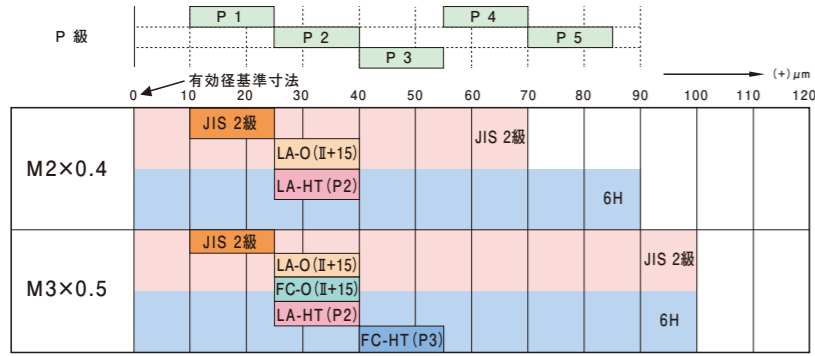 P 1
P 4
P 級
P 2
P 5
P 3
有効径基準寸法
(+)μm
0 10 20 30 40 50 60 70 80 90 100 110 120
M2×0.4
JIS 2級
JIS 2級
LA-O(Ⅱ+15)
LA-HT(P2)
6H
M3×0.5
JIS 2級
JIS 2級
LA-O(Ⅱ+15)
FC-O(Ⅱ+15)
LA-HT(P2)
6H
FC-HT(P3)